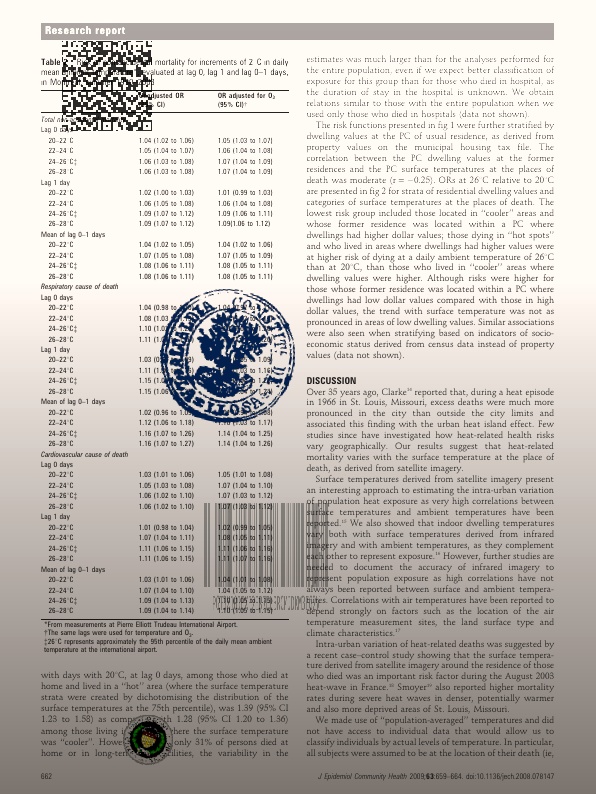 Research report
Table
mortality for increments of 2˚C in daily
mean
evaluated at lag 0, lag 1 and lag 0–1 days,
in Mo
adjusted OR
CI)
OR adjusted for O3
(95% CI)†
Lag 0 days
20–22˚C 1.04 (1.02 to 1.06) 1.05 (1.03 to 1.07)
22–24˚C 1.05 (1.04 to 1.07) 1.06 (1.04 to 1.08)
24–26˚C‡ 1.06 (1.03 to 1.08) 1.07 (1.04 to 1.09)
26–28˚C 1.06 (1.03 to 1.08) 1.07 (1.04 to 1.09)
Lag 1 day
20–22˚C 1.02 (1.00 to 1.03) 1.01 (0.99 to 1.03)
22–24˚C 1.06 (1.05 to 1.08) 1.06 (1.04 to 1.08)
24–26˚C‡ 1.09 (1.07 to 1.12) 1.09 (1.06 to 1.11)
26–28˚C 1.09 (1.07 to 1.12) 1.09(1.06 to 1.12)
Mean of lag 0–1 days
20–22˚C 1.04 (1.02 to 1.05) 1.04 (1.02 to 1.06)
22–24˚C 1.07 (1.05 to 1.08) 1.07 (1.05 to 1.09)
24–26˚C‡ 1.08 (1.06 to 1.11) 1.08 (1.05 to 1.11)
26–28˚C 1.08 (1.06 to 1.11) 1.08 (1.05 to 1.11)
Respiratory cause of death
Lag 0 days
20–22˚C 1.04 (0.98
22–24˚C 1.08 (1.03
24–26˚C‡ 1.10 (1.0
26–28˚C 1.11 (1.0
Lag 1 day
20–22˚C 1.03 (0
22–24˚C 1.11 (
24–26˚C‡ 1.15 (1.0
26–28˚C 1.15 (1.06
Mean of lag 0–1 days
20–22˚C 1.02 (0.96 to 1.0
22–24˚C 1.12 (1.06 to 1.18) to 1.17)
24–26˚C‡ 1.16 (1.07 to 1.26) 1.14 (1.04 to 1.25)
26–28˚C 1.16 (1.07 to 1.27) 1.14 (1.04 to 1.26)
Cardiovascular cause of death
Lag 0 days
20–22˚C 1.03 (1.01 to 1.06) 1.05 (1.01 to 1.08)
22–24˚C 1.05 (1.03 to 1.08) 1.07 (1.04 to 1.10)
24–26˚C‡ 1.06 (1.02 to 1.10) 1.07 (1.03 to 1.12)
26–28˚C 1.06 (1.02 to 1.10) 1.07 (1.03 to 1.12)
Lag 1 day
20–22˚C 1.01 (0.98 to 1.04) 1.02 (0.99 to 1.05)
22–24˚C 1.07 (1.04 to 1.11) 1.08 (1.05 to 1.11)
24–26˚C‡ 1.11 (1.06 to 1.15) 1.11 (1.06 to 1.16)
26–28˚C 1.11 (1.06 to 1.15) 1.11 (1.07 to 1.16)
Mean of lag 0–1 days
20–22˚C 1.03 (1.01 to 1.06) 1.04 (1.01 to 1.08)
22–24˚C 1.07 (1.04 to 1.10) 1.04 (1.05 to 1.12)
24–26˚C‡ 1.09 (1.04 to 1.13) 1.10 (1.05 to 1.15)
26–28˚C 1.09 (1.04 to 1.14) 1.10 (1.05 to 1.15)
*From measurements at Pierre Elliott Trudeau International Airport.
†The same lags were used for temperature and O3.
‡26˚C represents approximately the 95th percentile of the daily mean ambient
temperature at the international airport.
with days with 20˚C, at lag 0 days, among those who died at
home and lived in a “hot” area (where the surface temperature
strata were created by dichotomising the distribution of the
surface temperatures at the 75th percentile), was 1.39 (95% CI
1.23 to 1.58) as comp th 1.28 (95% CI 1.20 to 1.36)
among those living i here the surface temperature
was “cooler”. Howe only 31% of persons died at
home or in long-ter ilities, the variability in the
estimates was much larger than for the analyses performed for
the entire population, even if we expect better classification of
exposure for this group than for those who died in hospital, as
the duration of stay in the hospital is unknown. We obtain
relations similar to those with the entire population when we
used only those who died in hospitals (data not shown).
The risk functions presented in fig 1 were further stratified by
dwelling values at the PC of usual residence, as derived from
property values on the municipal housing tax file. The
correlation between the PC dwelling values at the former
residences and the PC surface temperatures at the places of
death was moderate (r = −0.25). ORs at 26˚C relative to 20˚C
are presented in fig 2 for strata of residential dwelling values and
categories of surface temperatures at the places of death. The
lowest risk group included those located in “cooler” areas and
whose former residence was located within a PC where
dwellings had higher dollar values; those dying in “hot spots”
and who lived in areas where dwellings had higher values were
at higher risk of dying at a daily ambient temperature of 26˚C
than at 20˚C, than those who lived in “cooler” areas where
dwelling values were higher. Although risks were higher for
those whose former residence was located within a PC where
dwellings had low dollar values compared with those in high
dollar values, the trend with surface temperature was not as
pronounced in areas of low dwelling values. Similar associations
were also seen when stratifying based on indicators of socio-
economic status derived from census data instead of property
values (data not shown).
DISCUSSION
Over 35 years ago, Clarke reported that, during a heat episode
in 1966 in St. Louis, Missouri, excess deaths were much more
pronounced in the city than outside the city limits and
associated this finding with the urban heat island effect. Few
studies since have investigated how heat-related health risks
vary geographically. Our results suggest that heat-related
mortality varies with the surface temperature at the place of
death, as derived from satellite imagery.
Surface temperatures derived from satellite imagery present
an interesting approach to estimating the intra-urban variation
of population heat exposure as very high correlations between
surface temperatures and ambient temperatures have been
reported. We also showed that indoor dwelling temperatures
vary both with surface temperatures derived from infrared
imagery and with ambient temperatures, as they complement
each other to represent exposure. However, further studies are
needed to document the accuracy of infrared imagery to
represent population exposure as high correlations have not
always been reported between surface and ambient tempera-
tures. Correlations with air temperatures have been reported to
depend strongly on factors such as the location of the air
temperature measurement sites, the land surface type and
climate characteristics.17
Intra-urban variation of heat-related deaths was suggested by
a recent case–control study showing that the surface tempera-
ture derived from satellite imagery around the residence of those
who died was an important risk factor during the August 2003
heat-wave in France. Smoyer also reported higher mortality
rates during severe heat waves in denser, potentially warmer
and also more deprived areas of St. Louis, Missouri.
We made use of “population-averaged” temperatures and did
not have access to individual data that would allow us to
classify individuals by actual levels of temperature. In particular,
all subjects were assumed to be at the location of their death (ie,
662
J Epidemiol Community Health 2009;63:659–664. doi:10.1136/jech.2008.078147